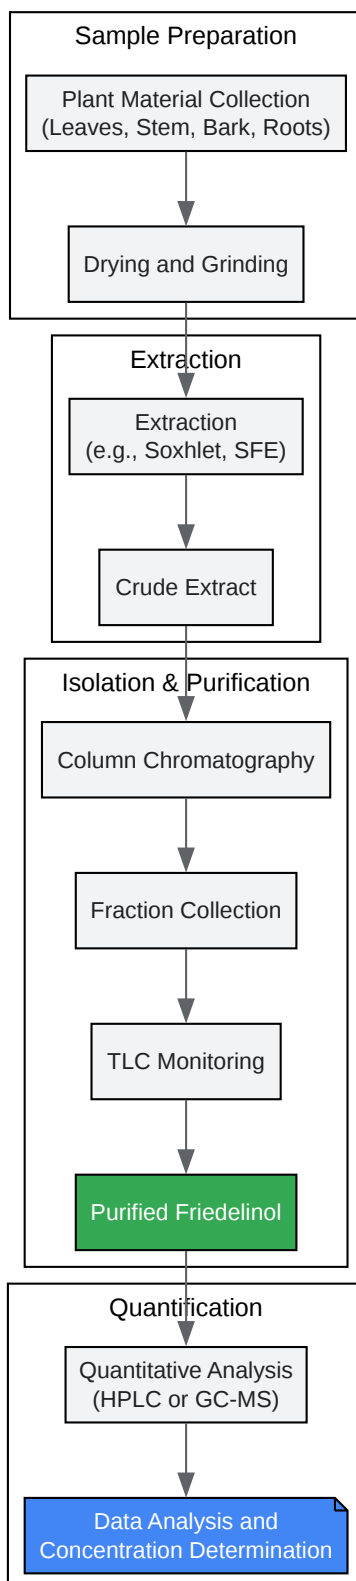 Sample Preparation
Plant Material Collection
(Leaves, Stem, Bark, Roots)
Drying and Grinding
Extraction
Extraction
(e.g., Soxhlet, SFE)
Crude Extract
Isolation & Purification
Column Chromatography
Fraction Collection
TLC Monitoring
Purified Friedelinol
Quantification
Quantitative Analysis
(HPLC or GC-MS)
Data Analysis and
Concentration Determination